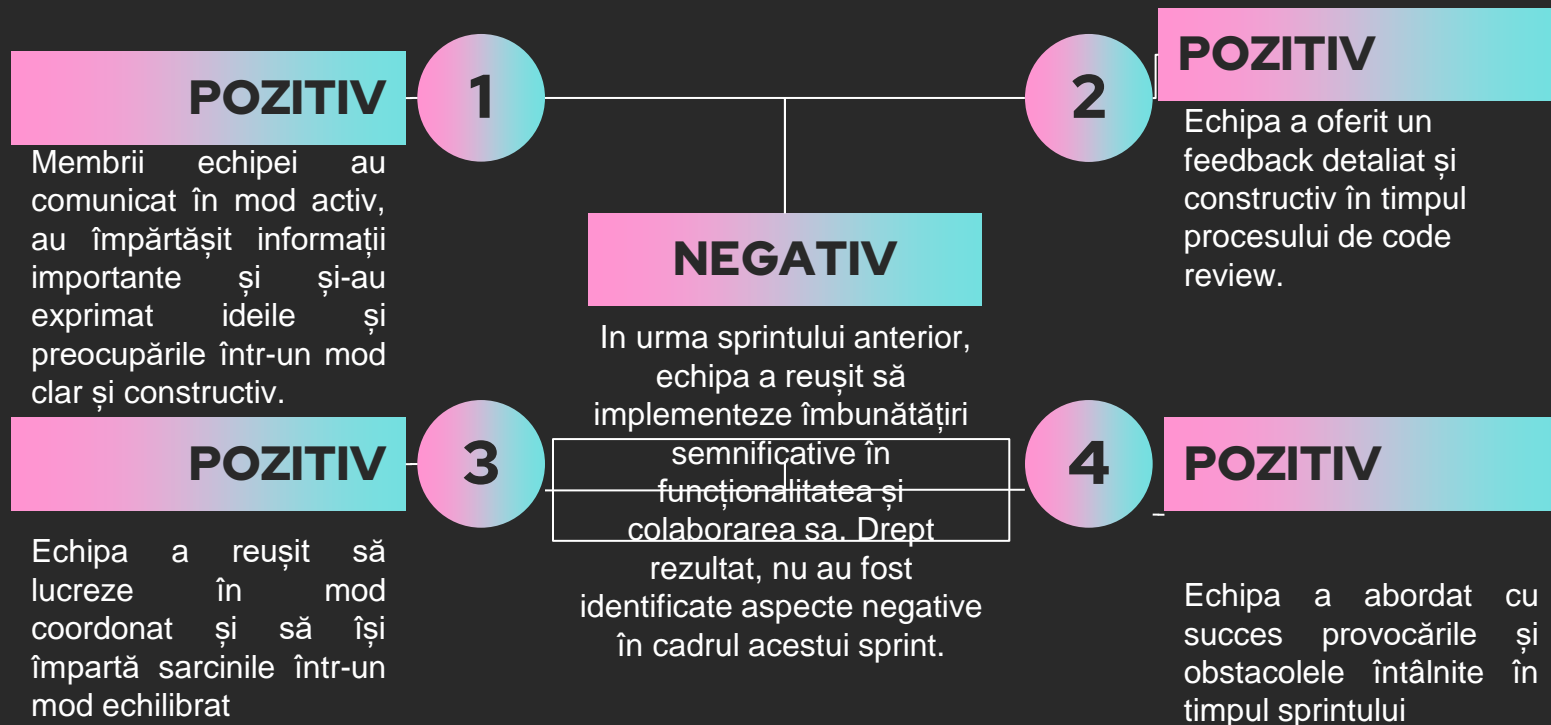 POZITIV
1
Membrii echipei au
comunicat în mod activ,
au împărtășit informații
importante și și-au
exprimat ideile și
preocupările într-un mod
clar și constructiv.
2
POZITIV
Echipa a oferit un
feedback detaliat și
constructiv în timpul
procesului de code
review.
NEGATIV
In urma sprintului anterior,
echipa a reușit să
implementeze îmbunătățiri
semnificative în
funcționalitatea și
colaborarea sa. Drept
rezultat, nu au fost
identificate aspecte negative
în cadrul acestui sprint.
POZITIV
3
Echipa a reușit să
lucreze în mod
coordonat și să își
împartă sarcinile într-un
mod echilibrat
4
POZITIV
Echipa a abordat cu
succes provocările și
obstacolele întâlnite în
timpul sprintului